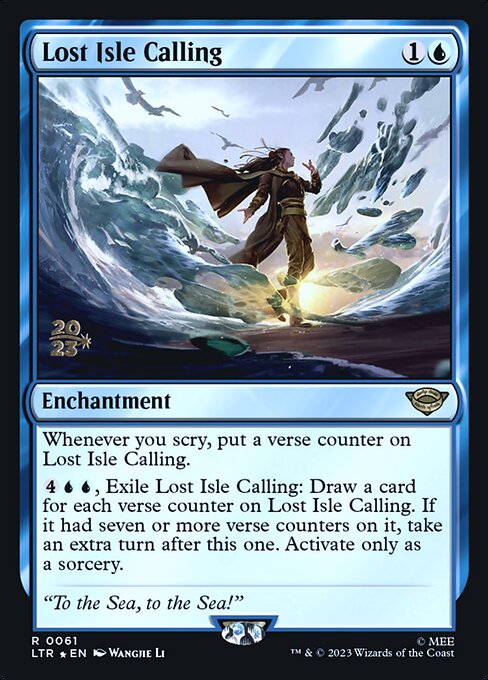 Lost Isle Calling 1
2023
Enchantment
Whenever you scry, put a verse counter on
Lost Isle Calling.
4, Exile Lost Isle Calling: Draw a card
for each verse counter on Lost Isle Calling. If
it had seven or more verse counters on it, take
an extra turn after this one. Activate only as
a sorcery.
“To the Sea, to the Sea!”
R 0061
LTR ★ EN Wangjie Li
© MEE
™ & © 2023 Wizards of the Coast